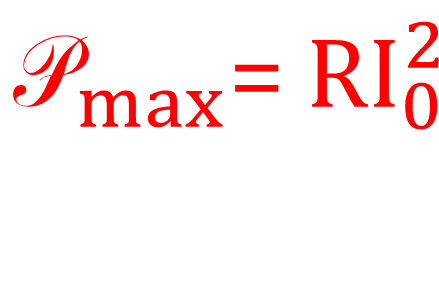 𝒫max = RI₀²